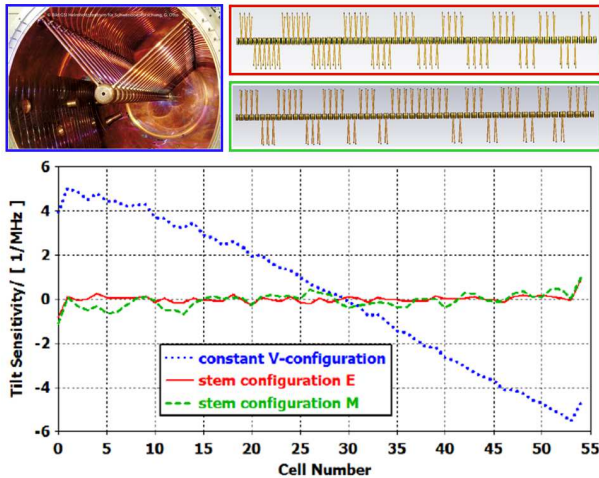 Tilt Sensitivity/ [ 1/MHz ]
6
4
2
0
-2
-4
-6
constant V-configuration
stem configuration E
stem configuration M
0 5 10 15 20 25 30 35 40 45 50 55
Cell Number